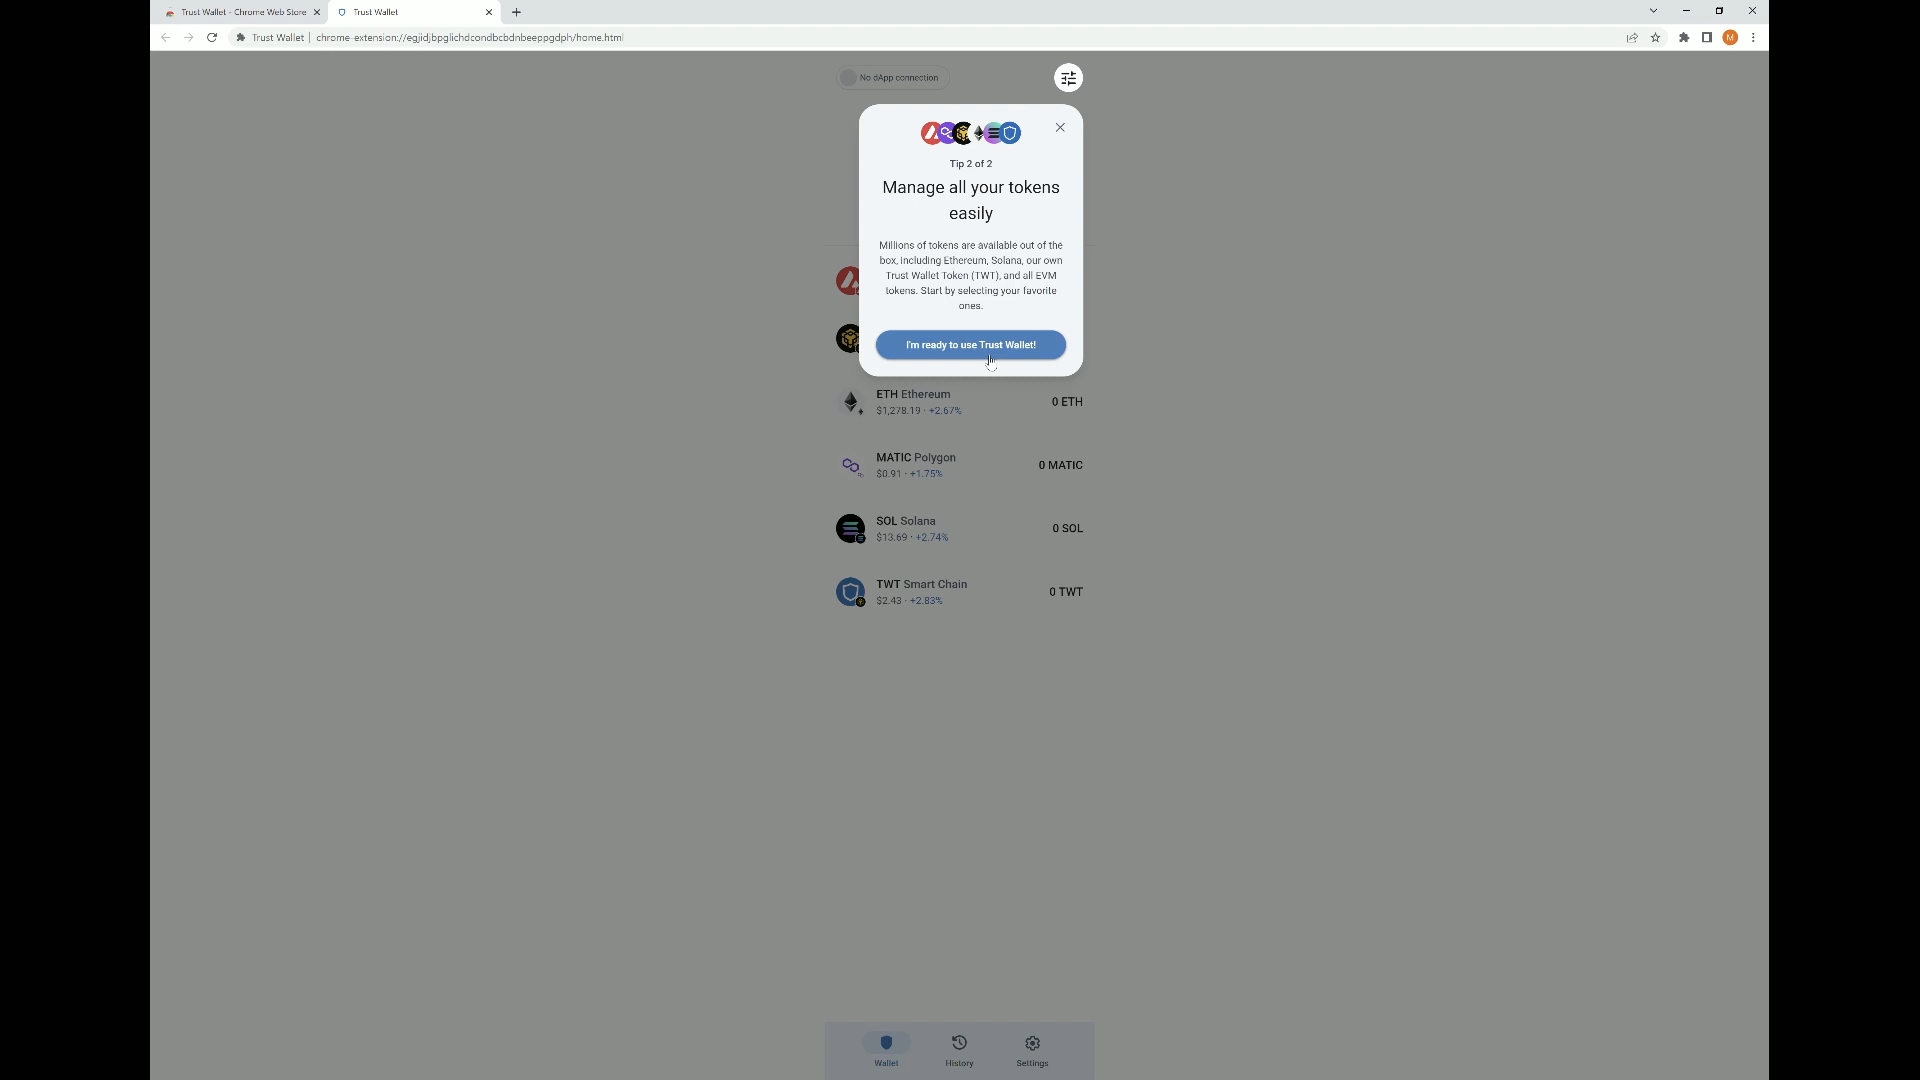 Trust Wallet - Chrome Web Store
Trust Wallet
Trust Wallet | chrome-extension://egjidjbpglichdcondbcbdnbeeppgdph/home.html
M
No dApp connection
Tip 2 of 2
Manage all your tokens
easily
Millions of tokens are available out of the
box, including Ethereum, Solana, our own
Trust Wallet Token (TWT), and all EVM
tokens. Start by selecting your favorite
ones.
I'm ready to use Trust Wallet!
ETH Ethereum
$1,278.19 · +2.67%
0 ETH
MATIC Polygon
$0.91 · +1.75%
0 MATIC
SOL Solana
$13.69 · +2.74%
0 SOL
TWT Smart Chain
$2.43 · +2.83%
0 TWT
Wallet
History
Settings